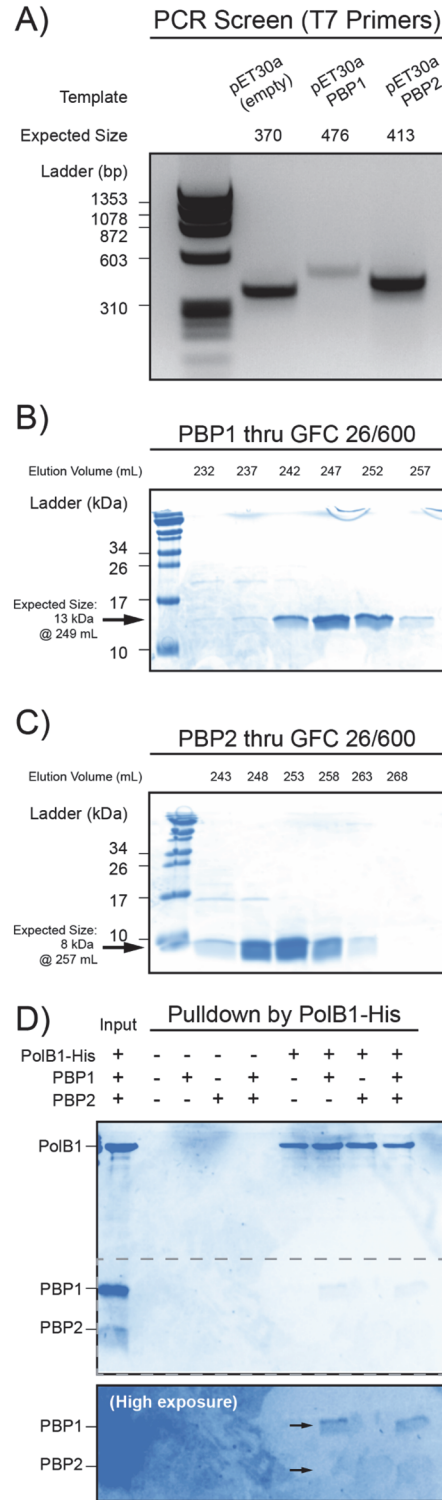 A)
PCR Screen (T7 Primers)
Template
pET30a (empty)
pET30a PBP1
pET30a PBP2
Expected Size 370 476 413
Ladder (bp)
1353
1078
872
603
310
B)
PBP1 thru GFC 26/600
Elution Volume (mL) 232 237 242 247 252 257
Ladder (kDa)
34
26
17
Expected Size:
13 kDa
@ 249 mL
10
C)
PBP2 thru GFC 26/600
Elution Volume (mL) 243 248 253 258 263 268
Ladder (kDa)
34
26
17
10
Expected Size:
8 kDa
@ 257 mL
D)
Input Pulldown by PolB1-His
PolB1-His + - - - - + + + +
PBP1 + - + - + - + - +
PBP2 + - - + + - - + +
PolB1
PBP1
PBP2
(High exposure)
PBP1
PBP2